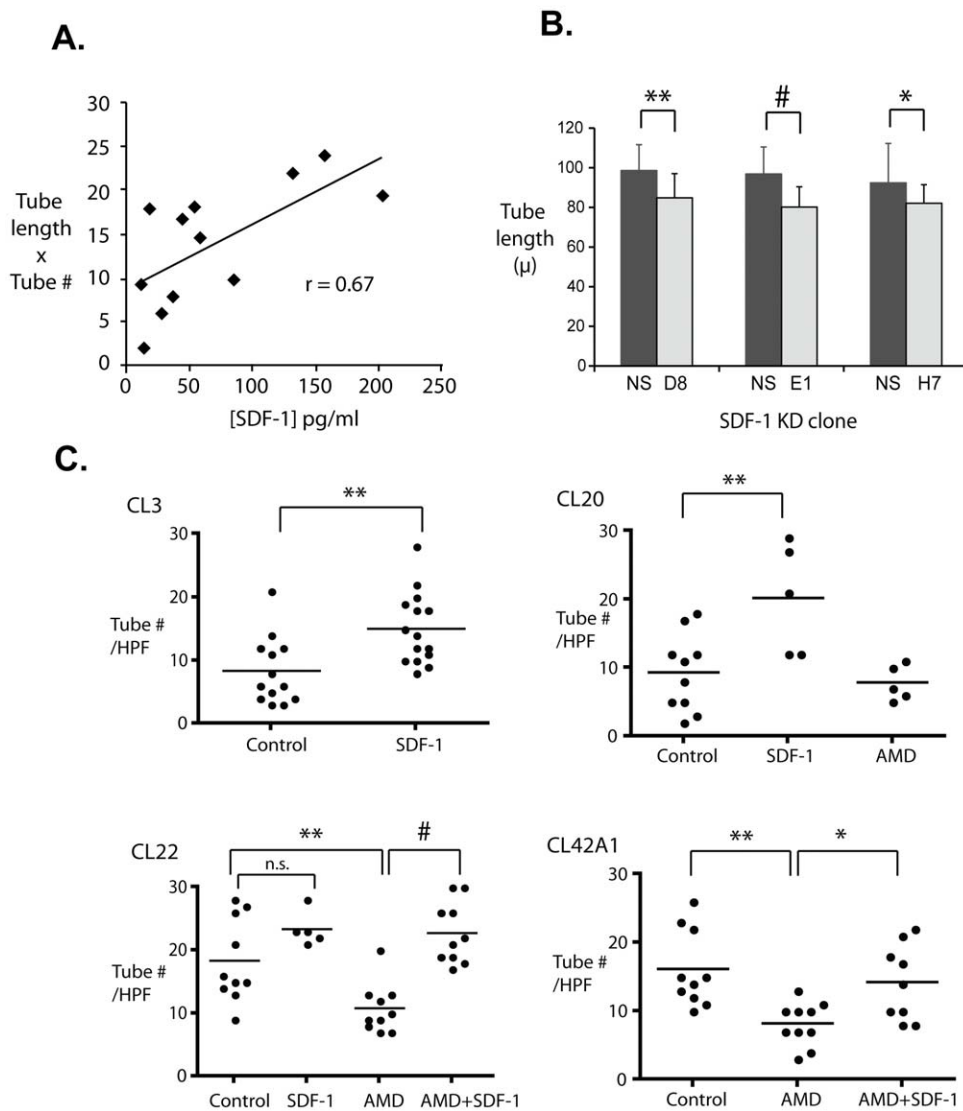 A.
30
25
20
15
10
5
0
Tube
length
x
Tube #
r = 0.67
0 50 100 150 200 250
[SDF-1] pg/ml
B.
** # *
120
100
80
60
40
20
0
Tube
length
(μ)
NS D8 NS E1 NS H7
SDF-1 KD clone
C.
CL3
**
30
20
10
0
Tube #
/HPF
Control SDF-1
CL20
**
30
20
10
0
Tube #
/HPF
Control SDF-1 AMD
CL22
** #
n.s.
30
20
10
0
Tube #
/HPF
Control SDF-1 AMD AMD+SDF-1
CL42A1
** *
30
20
10
0
Tube #
/HPF
Control AMD AMD+SDF-1